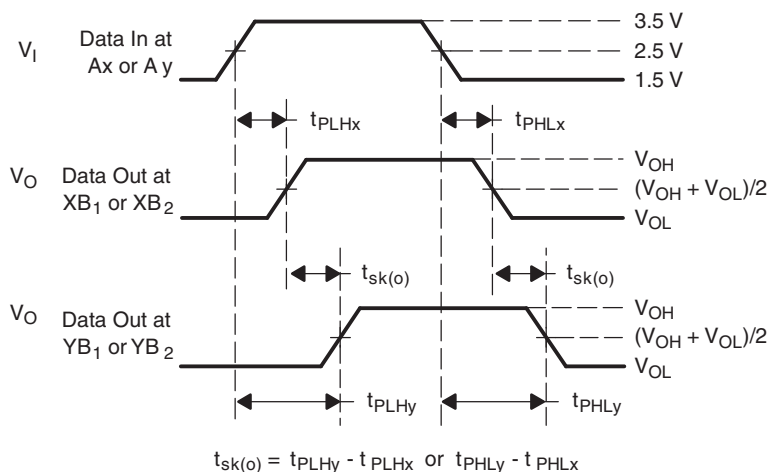 V_I
Data In at
Ax or A y
3.5 V
2.5 V
1.5 V
t_PLHx
t_PHLx
V_O
Data Out at
XB_1 or XB_2
V_OH
(V_OH + V_OL)/2
V_OL
t_sk(o)
t_sk(o)
V_O
Data Out at
YB_1 or YB_2
V_OH
(V_OH + V_OL)/2
V_OL
t_PLHy
t_PHLy
t_sk(o) = t_PLHy - t_PLHx or t_PHLy - t_PHLx